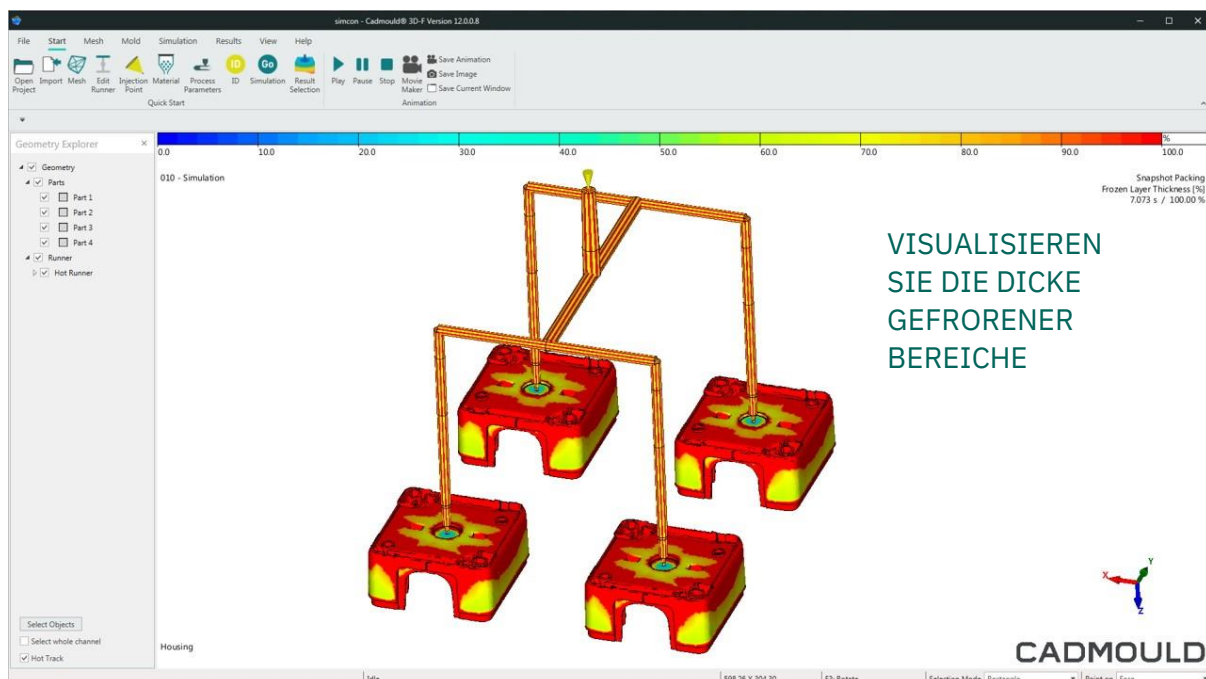 simcon - Cadmould® 3D-F Version 12.0.0.8
File Start Mesh Mold Simulation Results View Help
Open Project
Import
Mesh
Edit Runner
Injection Point
Material
Process Parameters
ID
ID
Go
Simulation
Result Selection
Quick Start
Play
Pause
Stop
Movie Maker
Save Animation
Save Image
Save Current Window
Animation
Geometry Explorer
Geometry
Parts
Part 1
Part 2
Part 3
Part 4
Runner
Hot Runner
%
0.0 10.0 20.0 30.0 40.0 50.0 60.0 70.0 80.0 90.0 100.0
010 - Simulation
Snapshot Packing
Frozen Layer Thickness [%]
7.073 s / 100.00 %
VISUALISIEREN
SIE DIE DICKE
GEFRORENER
BEREICHE
X
Y
Z
Select Objects
Select whole channel
Hot Track
Housing
CADMOULD